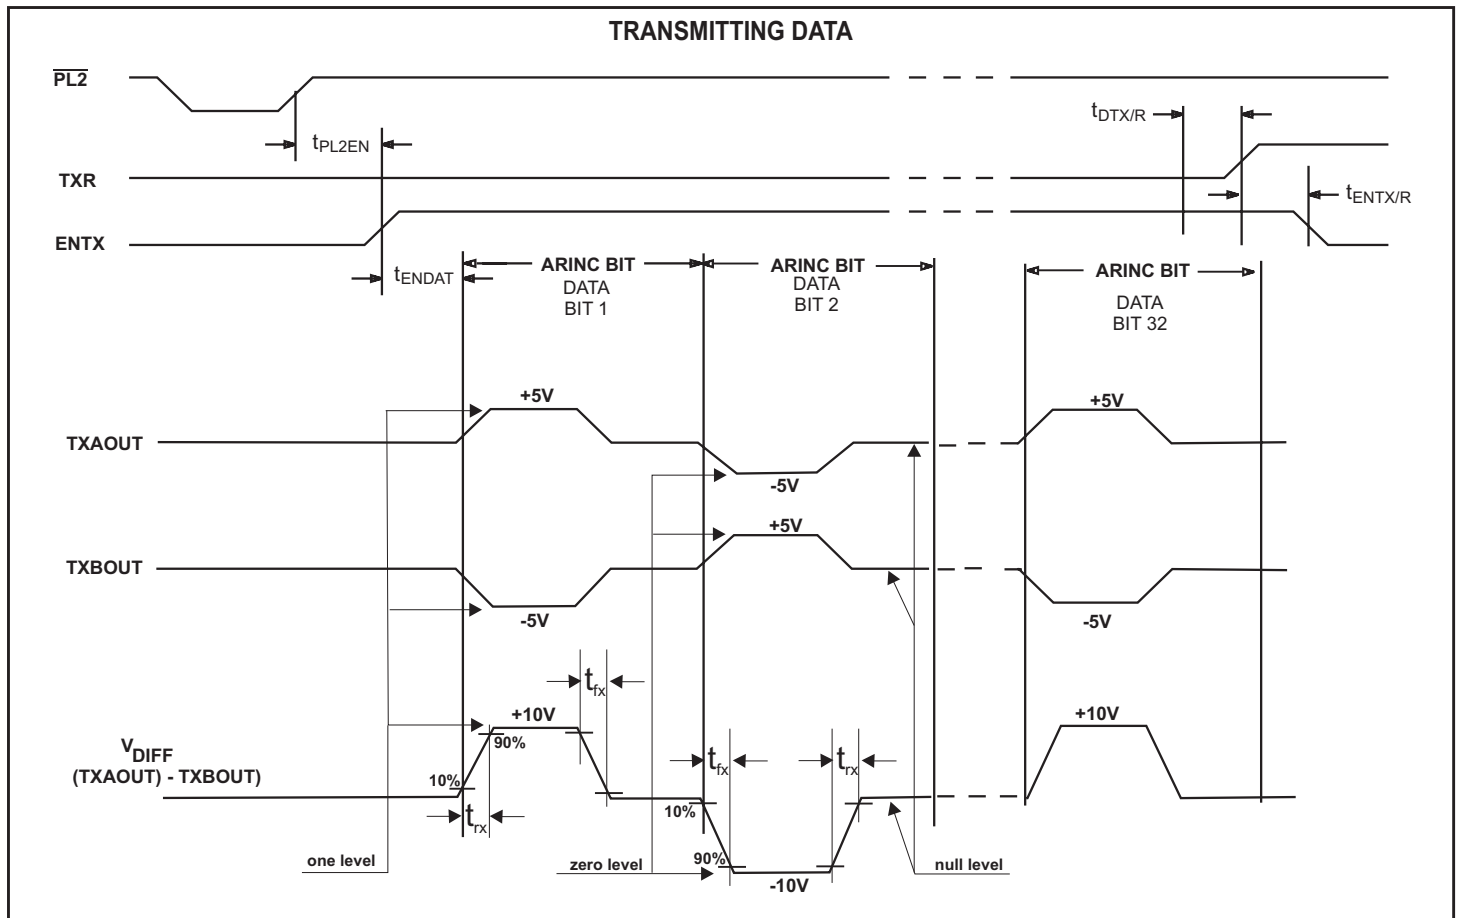 TRANSMITTING DATA
PL2
tDTX/R
tPL2EN
TXR
tENTX/R
ENTX
ARINC BIT
DATA
BIT 1
ARINC BIT
DATA
BIT 2
ARINC BIT
DATA
BIT 32
tENDAT
+5V
+5V
TXAOUT
-5V
+5V
TXBOUT
-5V
-5V
tfx
+10V
+10V
90%
VDIFF
(TXAOUT) - TXBOUT)
tfx
trx
10%
10%
trx
one level
zero level
90%
null level
-10V